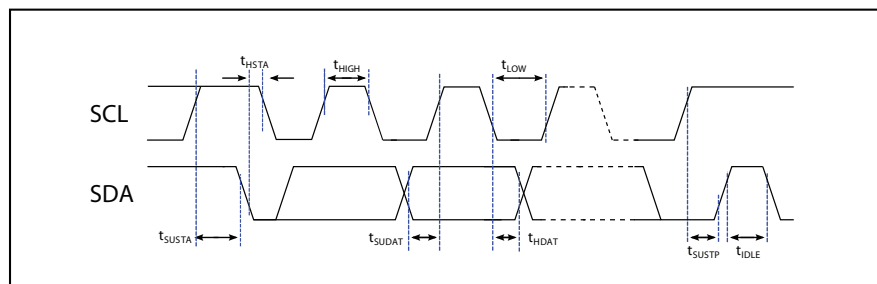 tHSTA
tHIGH
tLOW
SCL
SDA
tSUSTA
tSUDAT
tHDAT
tSUSTP
tIDLE